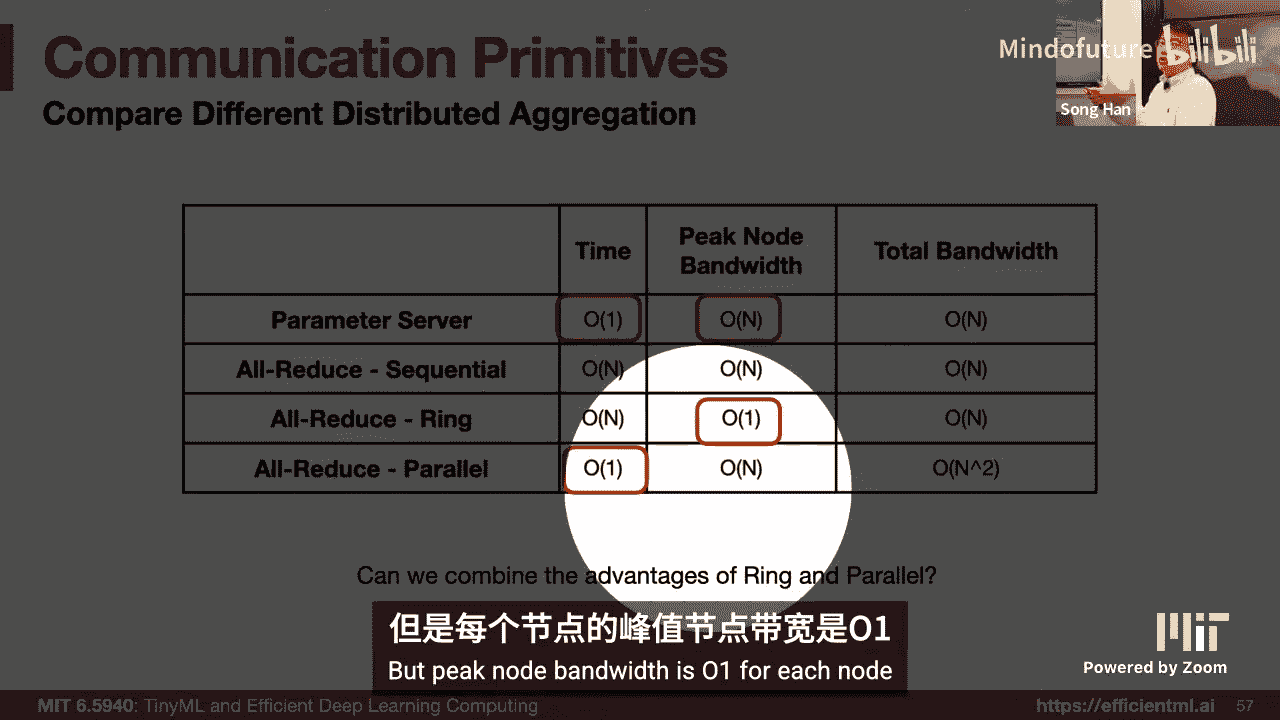 Communication Primitives
Mindofuture
bilibili
Compare Different Distributed Aggregation
Song Han
Time
Peak Node
Bandwidth
Total Bandwidth
Parameter Server
O(1)
O(N)
O(N)
All-Reduce - Sequential
O(N)
O(N)
O(N)
All-Reduce - Ring
O(N)
O(1)
O(N)
All-Reduce - Parallel
O(1)
O(N)
O(N^2)
Can we combine the advantages of Ring and Parallel?
但是每个节点的峰值节点带宽是O1
But peak node bandwidth is O1 for each node
MIT
Powered by Zoom
MIT 6.5940: TinyML and Efficient Deep Learning Computing
https://efficientml.ai
57